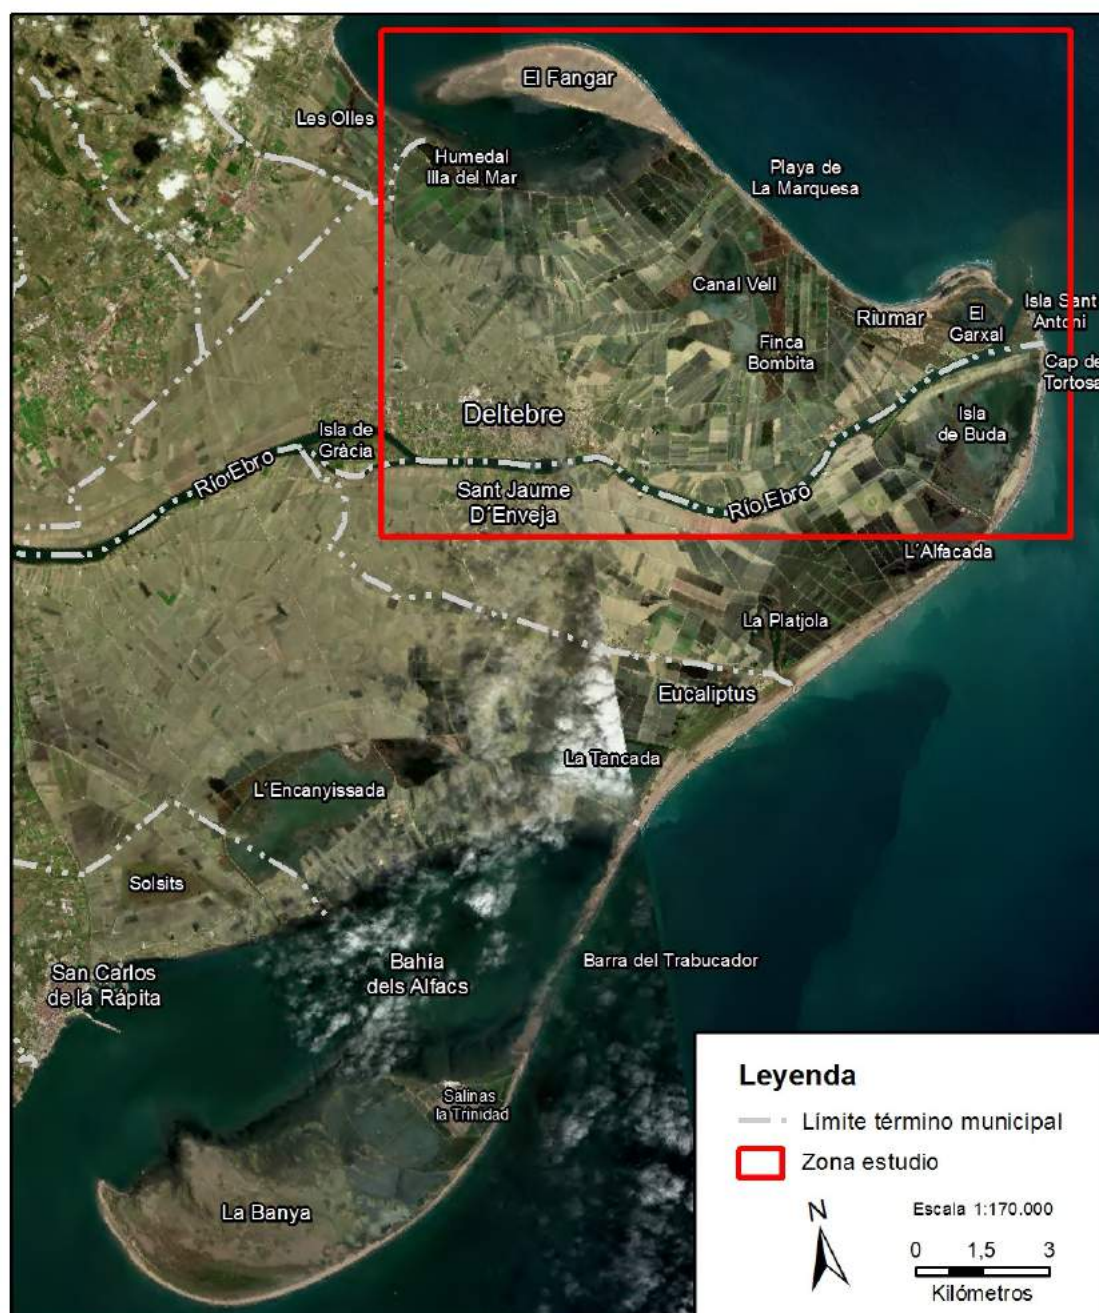 El Fangar
Les Olles
Humedal
Illa del Mar
Playa de
La Marquesa
Canal Vell
Riumar
El
Garxal
Isla Sant
Antoni
Finca
Bombita
Cap de
Tortosa
Isla de
Gràcia
Deltebre
Isla
de Buda
Río Ebro
Sant Jaume
D´Enveja
Río Ebro
L´Alfacada
La Platjola
Eucaliptus
La Tancada
L´Encanyissada
Solsits
San Carlos
de la Rápita
Bahía
dels Alfacs
Barra del Trabucador
Salinas
la Trinidad
La Banya
Leyenda
Límite término municipal
Zona estudio
N
Escala 1:170.000
0 1,5 3
Kilómetros